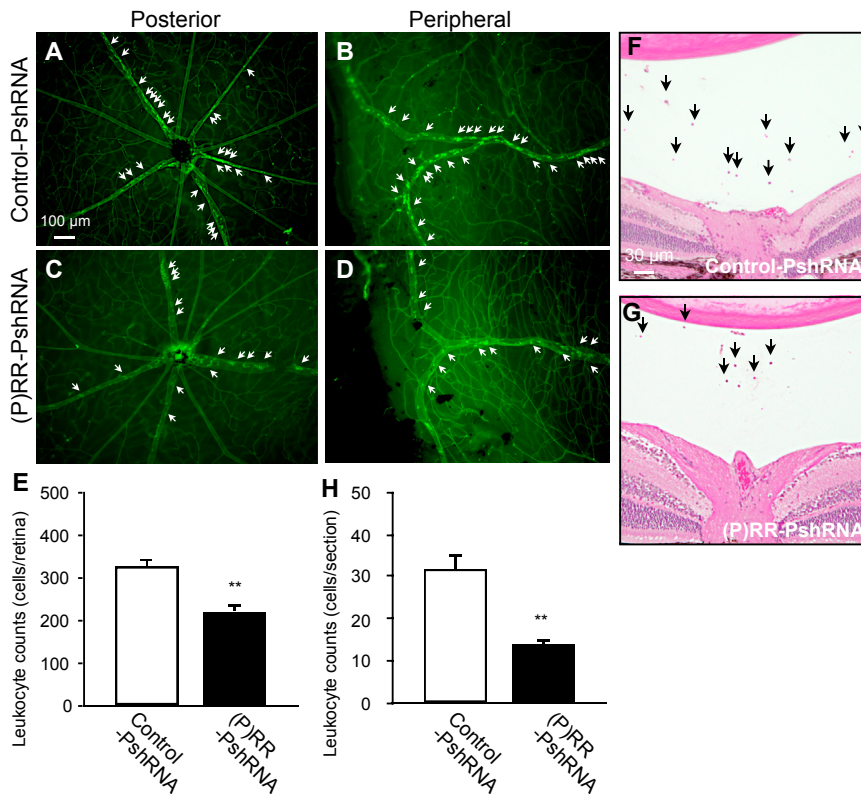 Posterior
Peripheral
Control-PshRNA
(P)RR-PshRNA
A
100 µm
B
C
D
F
30 µm
Control-PshRNA
G
(P)RR-PshRNA
E
Leukocyte counts (cells/retina)
500
400
300
200
100
0
**
Control
-PshRNA
(P)RR
-PshRNA
H
Leukocyte counts (cells/section)
50
40
30
20
10
0
**
Control
-PshRNA
(P)RR
-PshRNA